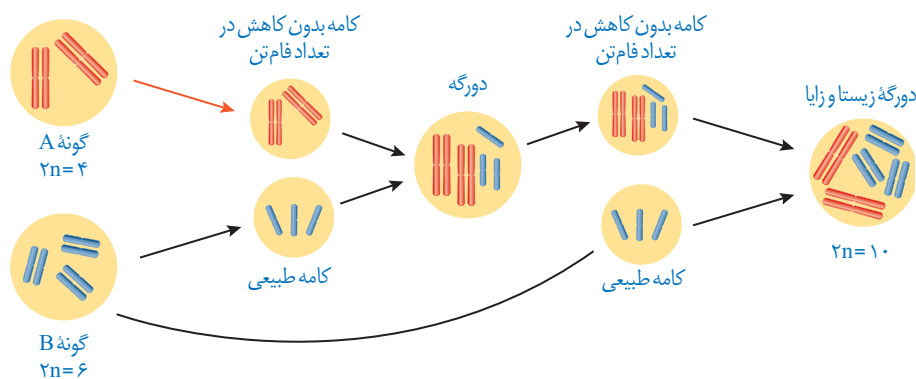 کامه بدون کاهش در
تعداد فام‌تن
کامه بدون کاهش در
تعداد فام‌تن
دورگه
دورگهٔ زیستا و زایا
گونهٔ A
۲n= ۴
کامه طبیعی
کامه طبیعی
۲n= ۱۰
گونهٔ B
۲n= ۶